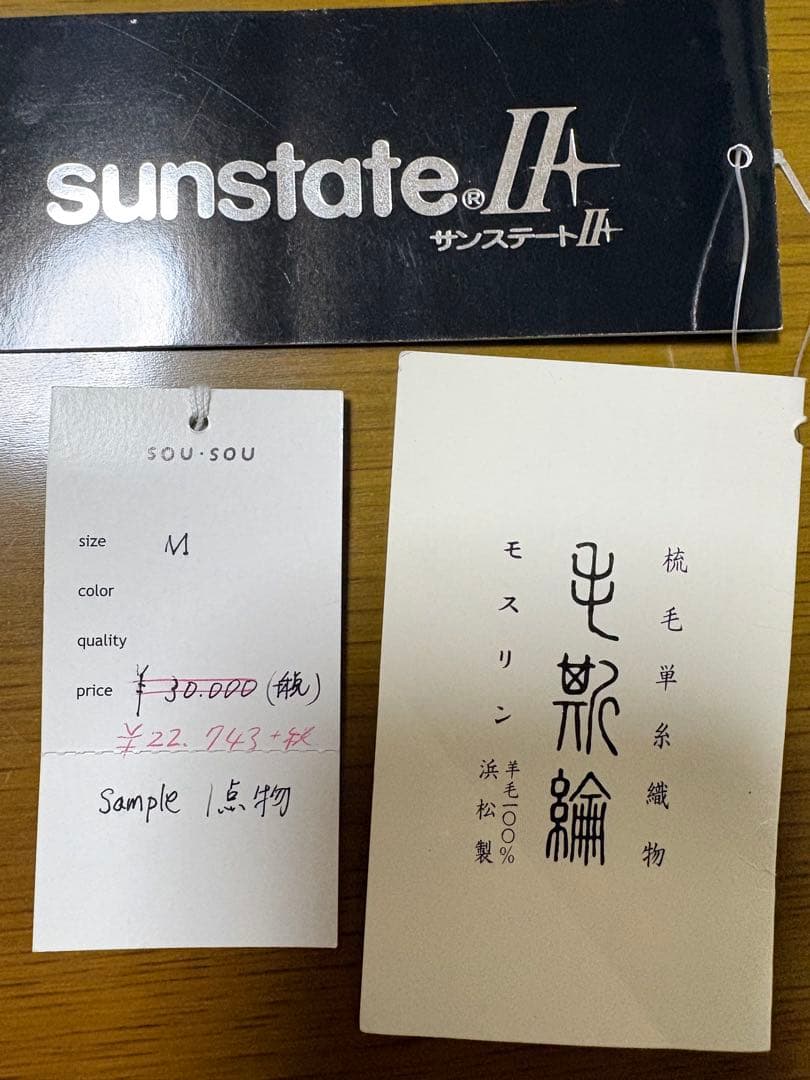 sunstate® II
サンステートII
SOU・SOU
size M
color
quality
price ¥30.000(税)
¥22.743+税
Sample 1点物
梳毛単糸織物
毛斯綸
モスリン
羊毛一〇〇%
浜松製